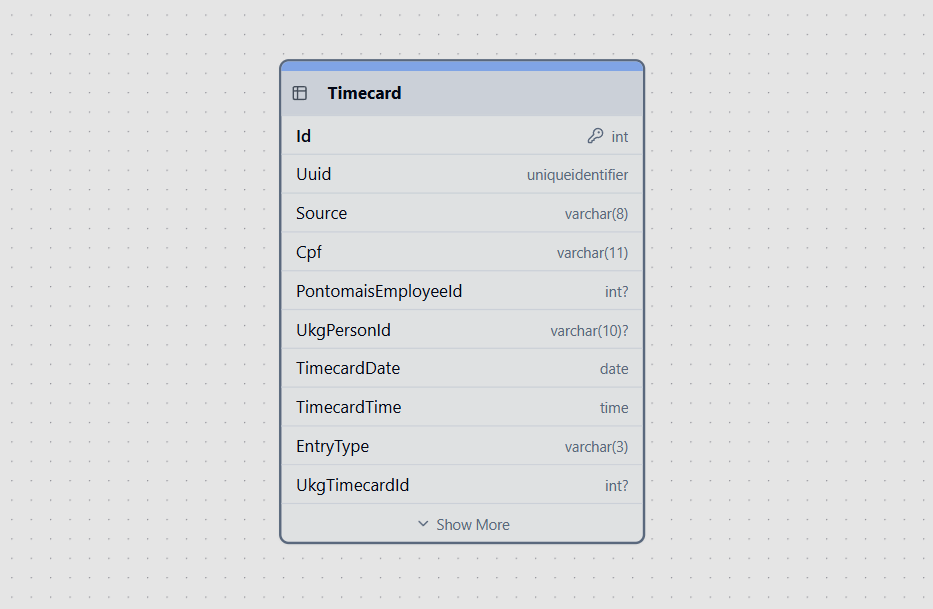 Timecard
Id int
Uuid uniqueidentifier
Source varchar(8)
Cpf varchar(11)
PontomaisEmployeeId int?
UkgPersonId varchar(10)?
TimecardDate date
TimecardTime time
EntryType varchar(3)
UkgTimecardId int?
Show More